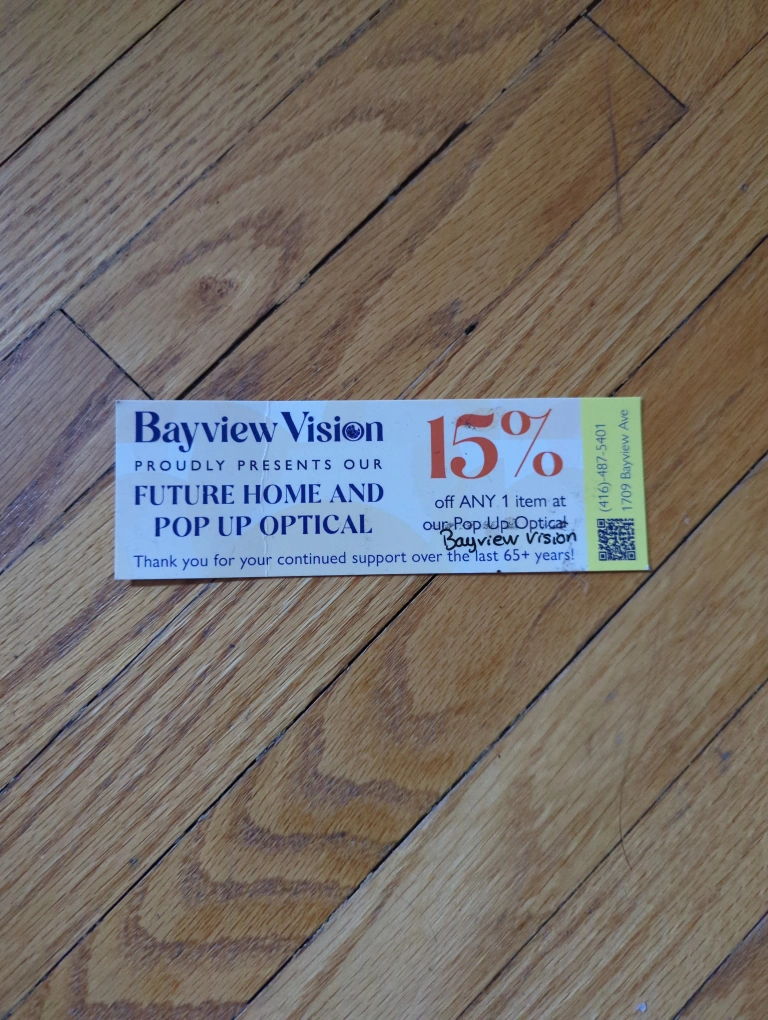 Bayview Vision
PROUDLY PRESENTS OUR
FUTURE HOME AND
POP UP OPTICAL
15%
off ANY 1 item at
our Pop Up Optical
Bayview Vision
Thank you for your continued support over the last 65+ years!
(416)-487-5401
1709 Bayview Ave